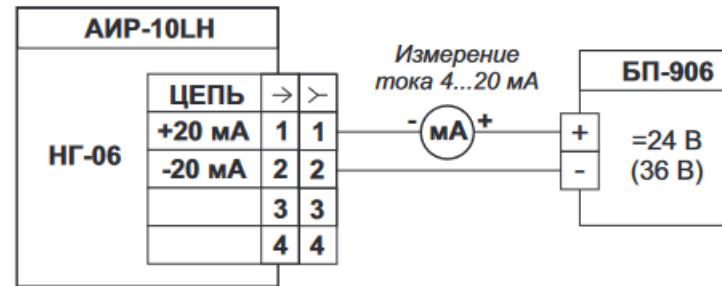 АИР-10LH
Измерение
тока 4...20 мА
БП-906
ЦЕПЬ → ≻
+20 мА 1 1
- мА + +
НГ-06
=24 В
-20 мА 2 2
-
(36 В)
3 3
4 4